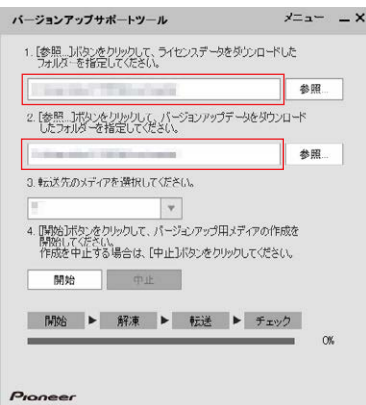 バージョンアップサポートツール
メニュー
1. [参照...]ボタンをクリックして、ライセンスデータをダウンロードした
フォルダーを指定してください。
参照...
2. [参照...]ボタンをクリックして、バージョンアップデータをダウンロード
したフォルダーを指定してください。
参照...
3. 転送先のメディアを選択してください。
4. [開始]ボタンをクリックして、バージョンアップ用メディアの作成を
開始してください。
作成を中止する場合は、[中止]ボタンをクリックしてください。
開始 中止
開始 ▶ 解凍 ▶ 転送 ▶ チェック
0%
Pioneer